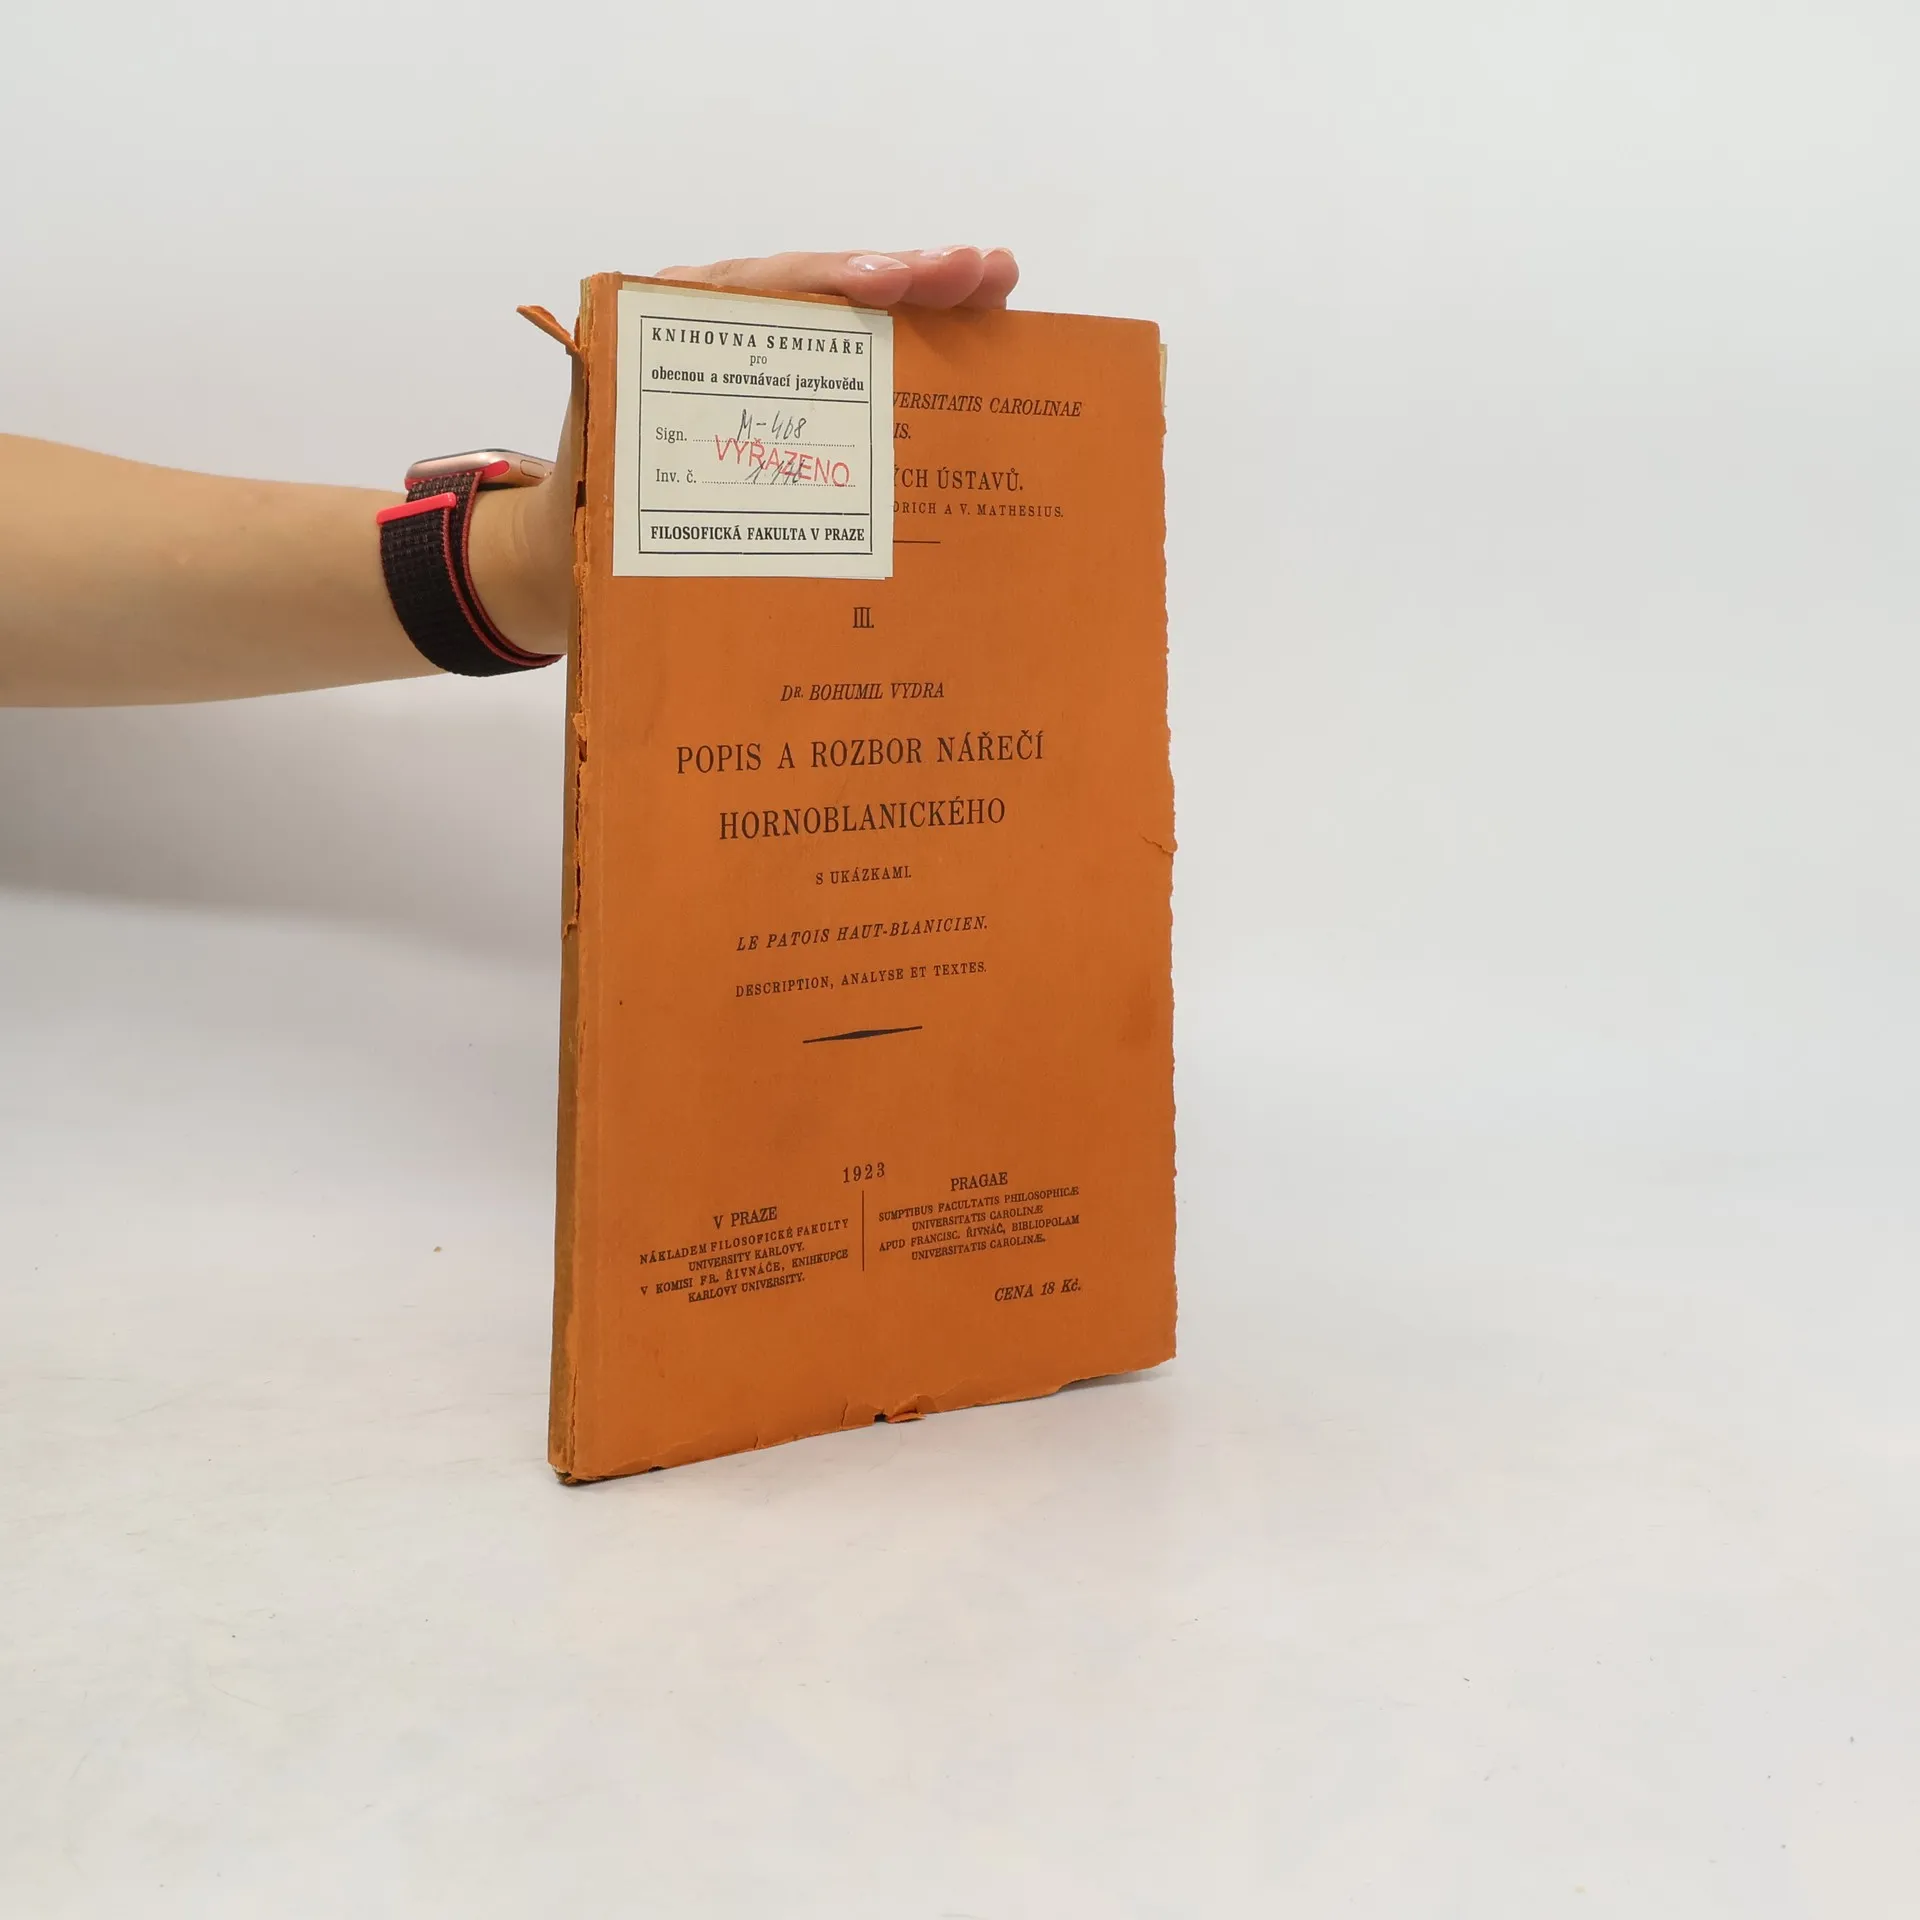 KNIHOVNA SEMINÁŘE
pro
obecnou a srovnávací jazykovědu
Sign. M-468
VYŘAZENO
Inv. č.
FILOSOFICKÁ FAKULTA V PRAZE
VERSITATIS CAROLINAE
IS.
ÝCH ÚSTAVŮ.
DRICH A V. MATHESIUS.
III.
DR. BOHUMIL VYDRA
POPIS A ROZBOR NÁŘEČÍ
HORNOBLANICKÉHO
S UKÁZKAMI.
LE PATOIS HAUT-BLANICIEN.
DESCRIPTION, ANALYSE ET TEXTES.
1923
V PRAZE
NÁKLADEM FILOSOFICKÉ FAKULTY
UNIVERSITY KARLOVY.
V KOMISI FR. ŘIVNÁČE, KNIHKUPCE
KARLOVY UNIVERSITY.
PRAGAE
SUMPTIBUS FACULTATIS PHILOSOPHICÆ
UNIVERSITATIS CAROLINÆ
APUD FRANCISC. ŘIVNÁČ, BIBLIOPOLAM
UNIVERSITATIS CAROLINÆ.
CENA 18 Kč.